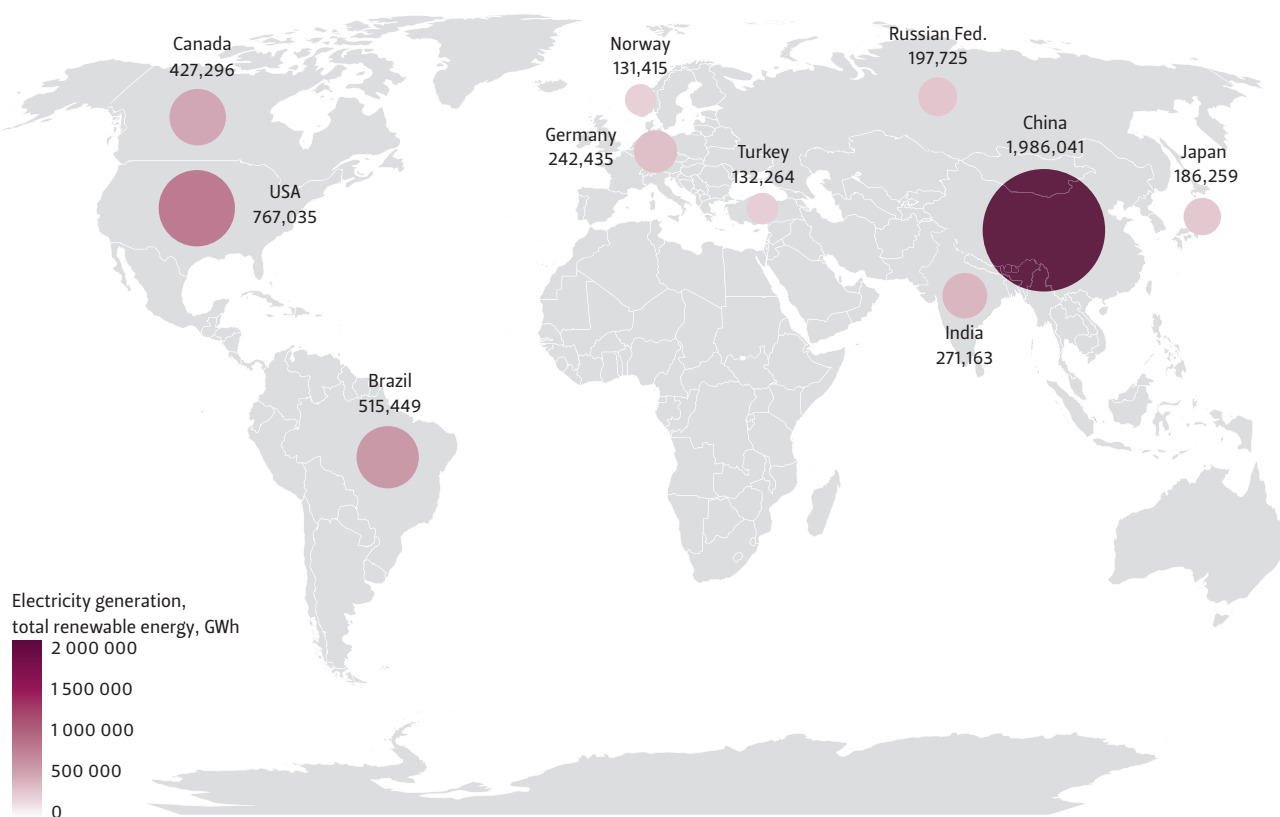 Canada
427,296
Norway
131,415
Russian Fed.
197,725
Germany
242,435
Turkey
132,264
China
1,986,041
Japan
186,259
USA
767,035
India
271,163
Brazil
515,449
Electricity generation,
total renewable energy, GWh
2 000 000
1 500 000
1 000 000
500 000
0